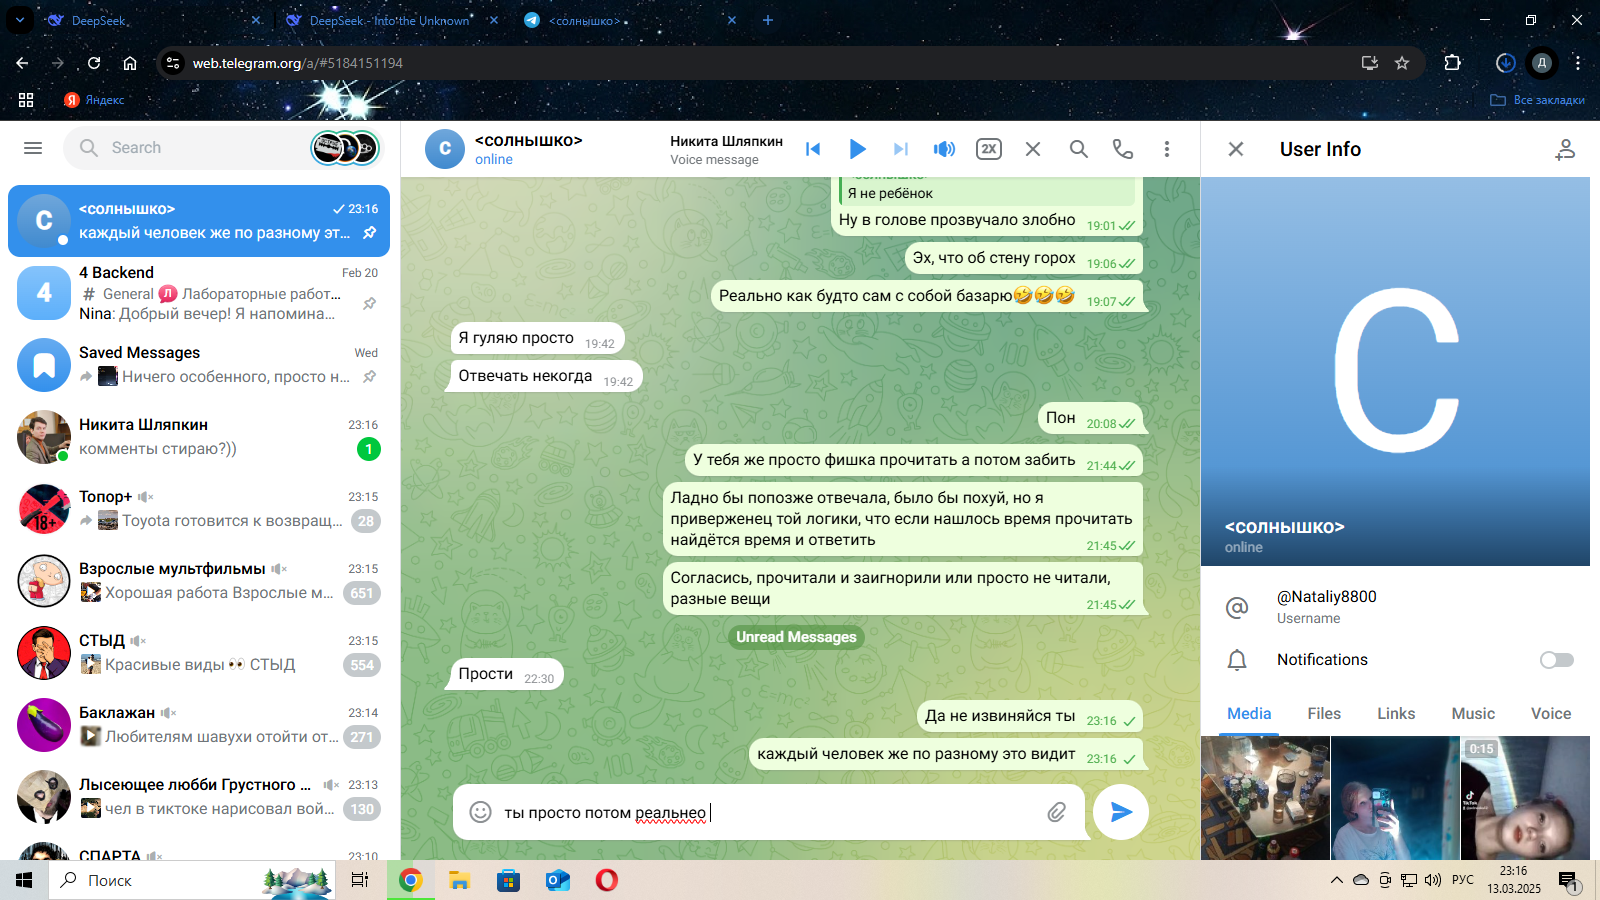 DeepSeek
DeepSeek - Into the Unknown
<солнышко>
web.telegram.org/a/#5184151194
Д
Яндекс
Все закладки
Search
<солнышко>
23:16
каждый человек же по разному эт...
4 Backend
Feb 20
# General Л Лабораторные работ...
Nina: Добрый вечер! Я напомина...
Saved Messages
Wed
Ничего особенного, просто н...
Никита Шляпкин
23:16
комменты стираю?))
1
Топор+
23:15
Toyota готовится к возвращ...
28
Взрослые мультфильмы
23:15
Хорошая работа Взрослые м...
651
СТЫД
23:15
Красивые виды 👀 СТЫД
554
Баклажан
23:14
Любителям шавухи отойти от...
271
Лысеющее любби Грустного ...
23:13
чел в тиктоке нарисовал вой...
130
СПАРТА
23:10
С
<солнышко>
online
Никита Шляпкин
Voice message
2X
Я не ребёнок
Ну в голове прозвучало злобно 19:01
Эх, что об стену горох 19:06
Реально как будто сам с собой базарю🤣🤣🤣 19:07
Я гуляю просто 19:42
Отвечать некогда 19:42
Пон 20:08
У тебя же просто фишка прочитать а потом забить 21:44
Ладно бы попозже отвечала, было бы похуй, но я
приверженец той логики, что если нашлось время прочитать
найдётся время и ответить 21:45
Согласись, прочитали и заигнорили или просто не читали,
разные вещи 21:45
Unread Messages
Прости 22:30
Да не извиняйся ты 23:16
каждый человек же по разному это видит 23:16
ты просто потом реальнео
User Info
С
<солнышко>
online
@Nataliy8800
Username
Notifications
Media Files Links Music Voice
0:15
TikTok
Поиск
РУС
23:16
13.03.2025
1